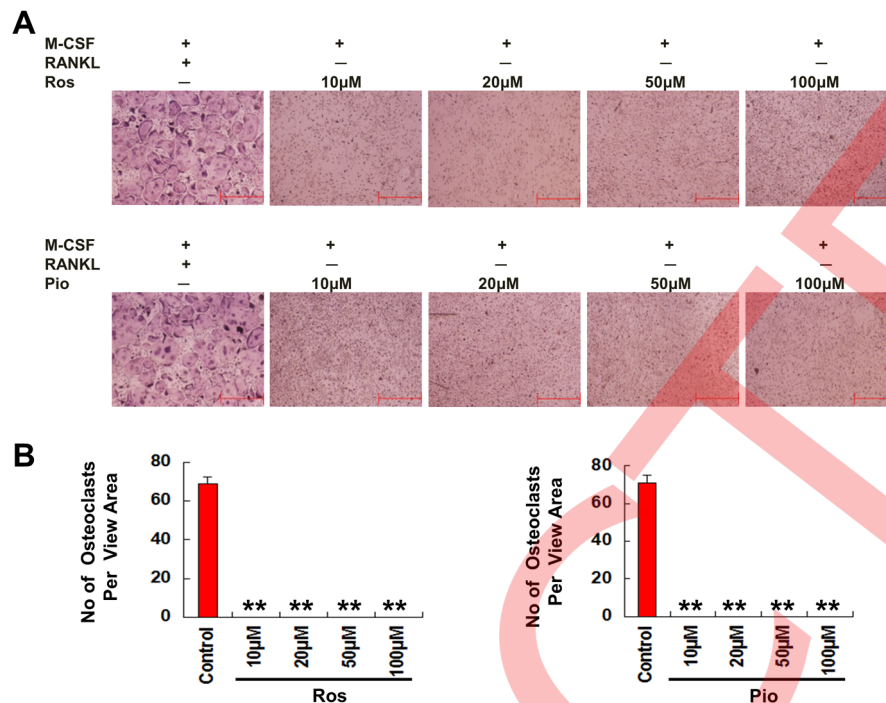 A
M-CSF + + + + +
RANKL + — — — —
Ros — 10μM 20μM 50μM 100μM
M-CSF + + + + +
RANKL + — — — —
Pio — 10μM 20μM 50μM 100μM
B
No of Osteoclasts
Per View Area
80
60
40
20
0
** ** ** **
Control 10μM 20μM 50μM 100μM
Ros
No of Osteoclasts
Per View Area
80
60
40
20
0
** ** ** **
Control 10μM 20μM 50μM 100μM
Pio